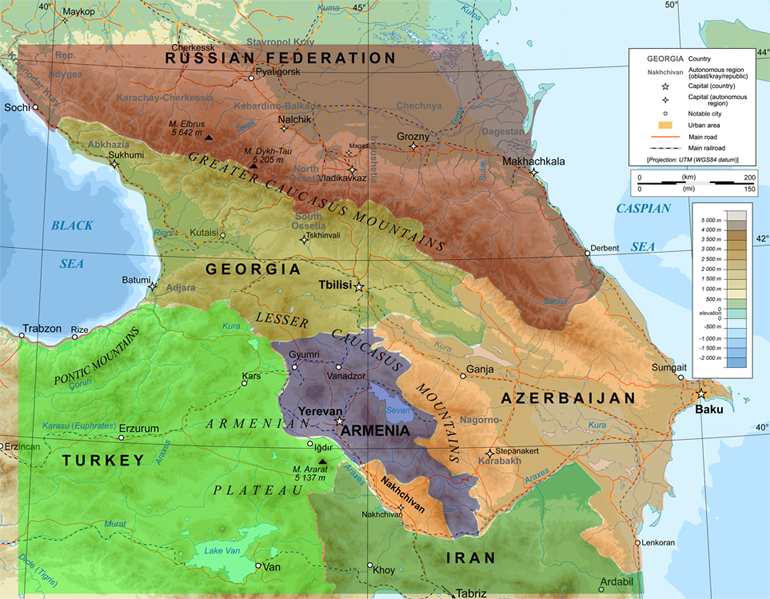 45°
50°
44°
Maykop
Kuma
Kuma
Cherkessk
Stavropol Kray
RUSSIAN FEDERATION
40°
Rep.
Adygea
Pyatigorsk
Krasnodar Kray
Sochi
Karachay-Cherkessia
Kabardino-Balkaria
Chechnya
M. Elbrus
5 642 m
Nalchik
Terek
Dagestan
Grozny
Abkhazia
Sukhumi
M. Dykh-Tau
5 205 m
Magas
Ingushetia
North
Ossetia
Vladikavkaz
Sulak
Makhachkala
GREATER CAUCASUS MOUNTAINS
GEORGIA Country
Nakhchivan Autonomous region
(oblast/kray/republic)
Capital (country)
Capital (autonomous
region)
Notable city
Urban area
Main road
Main railroad
[Projection: UTM (WGS84 datum)]
0 (km) 200
0 (mi) 150
BLACK
SEA
CASPIAN
SEA
South
Ossetia
Tskhinvali
Rioni
Kutaisi
42°
Derbent
42°
GEORGIA
Batumi
Adjara
Tbilisi
Samur
5 000 m
4 000 m
3 500 m
3 000 m
2 500 m
2 000 m
1 500 m
1 000 m
500 m
0
elevation
0
-500 m
-1 000 m
-1 500 m
-2 000 m
Trabzon
Rize
Kura
LESSER CAUCASUS MOUNTAINS
PONTIC MOUNTAINS
Gyumri
Vanadzor
Kura
Ganja
Sumgait
Çoruh
Kars
AZERBAIJAN
Baku
L. Sevan
Yerevan
ARMENIA
Nagorno-
Karabakh
Stepanakert
Kura
40°
Karasu (Euphrates)
Erzurum
ARMENIAN
PLATEAU
Erzincan
Araxes
Iğdır
TURKEY
M. Ararat
5 137 m
Araxes
Nakhchivan
Nakhchivan
Araxes
Murat
Lake Van
Van
Dicle (Tigris)
Khoy
IRAN
Lenkoran
Ardabil
Tabriz
45°